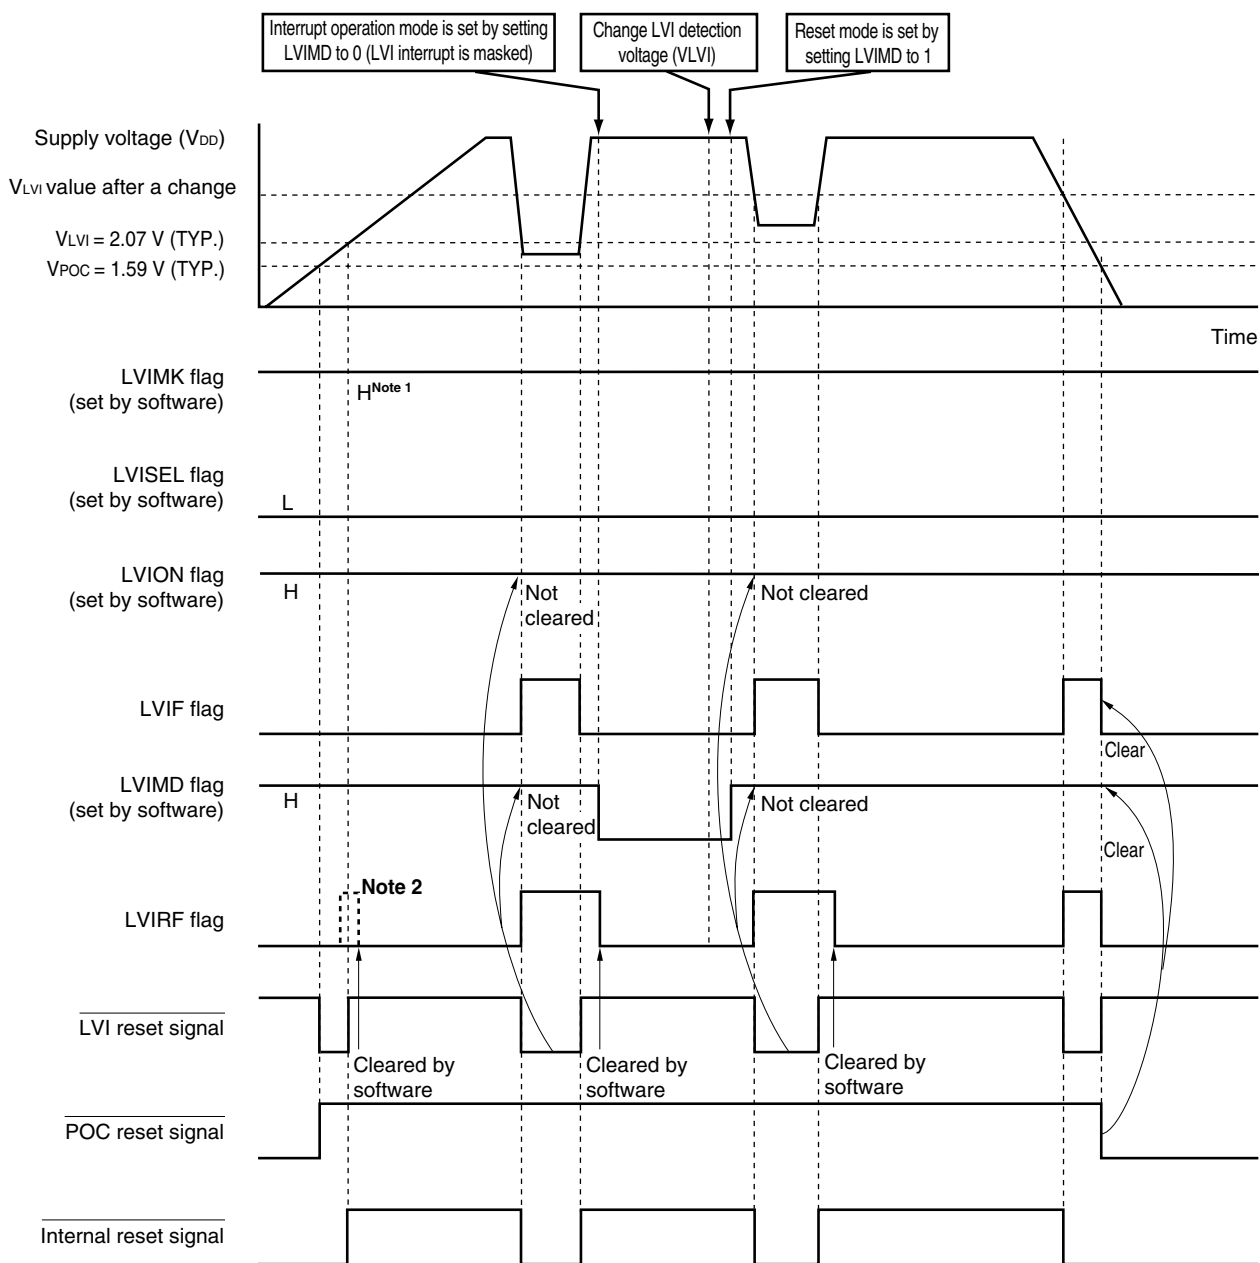 Interrupt operation mode is set by setting
LVIMD to 0 (LVI interrupt is masked)
Change LVI detection
voltage (VLVI)
Reset mode is set by
setting LVIMD to 1
Supply voltage (VDD)
VLVI value after a change
VLVI = 2.07 V (TYP.)
VPOC = 1.59 V (TYP.)
Time
LVIMK flag
(set by software)
H Note 1
LVISEL flag
(set by software)
L
LVION flag
(set by software)
H
Not
cleared
Not cleared
LVIF flag
Clear
LVIMD flag
(set by software)
H
Not
cleared
Not cleared
Clear
Note 2
LVIRF flag
LVI reset signal
Cleared by
software
Cleared by
software
Cleared by
software
POC reset signal
Internal reset signal